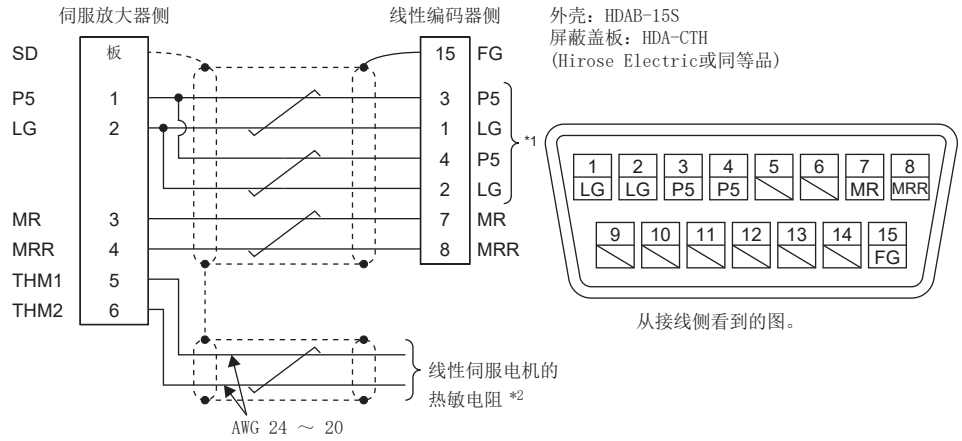 伺服放大器侧
线性编码器侧
外壳: HDAB-15S
屏蔽盖板: HDA-CTH
(Hirose Electric或同等品)
SD 板 15 FG
P5 1 3 P5
LG 2 1 LG
*1
4 P5
2 LG
MR 3 7 MR
MRR 4 8 MRR
THM1 5
THM2 6
线性伺服电机的
热敏电阻 *2
AWG 24 ～ 20
1 2 3 4 5 6 7 8
LG LG P5 P5 MR MRR
9 10 11 12 13 14 15
FG
从接线侧看到的图。